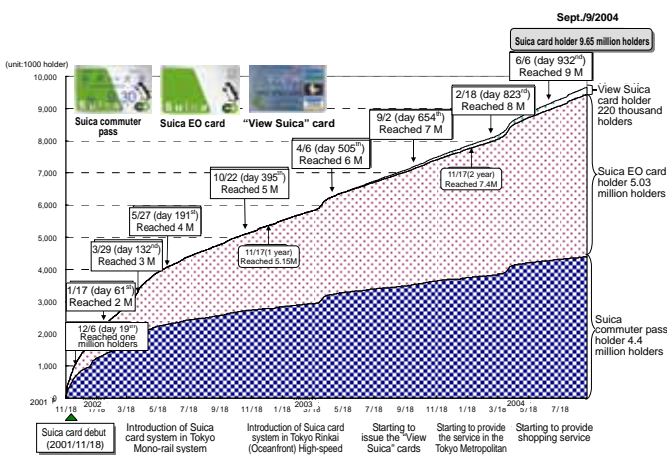 Sept./9/2004
Suica card holder 9.65 million holders
(unit:1000 holder)
10,000
9,000
8,000
7,000
6,000
5,000
4,000
3,000
2,000
1,000
0
Suica commuter
pass
Suica EO card
"View Suica" card
6/6 (day 932nd)
Reached 9 M
2/18 (day 823rd)
Reached 8 M
9/2 (day 654th)
Reached 7 M
4/6 (day 505th)
Reached 6 M
10/22 (day 395th)
Reached 5 M
5/27 (day 191st)
Reached 4 M
3/29 (day 132nd)
Reached 3 M
1/17 (day 61st)
Reached 2 M
12/6 (day 19th)
Reached one
million holders
11/17(1 year)
Reached 5.15M
11/17(2 year)
Reached 7.4M
View Suica
card holder
220 thousand
holders
Suica EO card
holder 5.03
million holders
Suica
commuter pass
holder 4.4
million holders
2001
2002
2003
2004
11/18 1/18 3/18 5/18 7/18 9/18 11/18 1/18 3/18 5/18 7/18 9/18 11/18 1/18 3/18 5/18 7/18
Suica card debut
(2001/11/18)
Introduction of Suica
card system in Tokyo
Mono-rail system
Introduction of Suica card
system in Tokyo Rinkai
(Oceanfront) High-speed
Starting to
issue the "View
Suica" cards
Starting to provide
the service in the
Tokyo Metropolitan
Starting to provide
shopping service